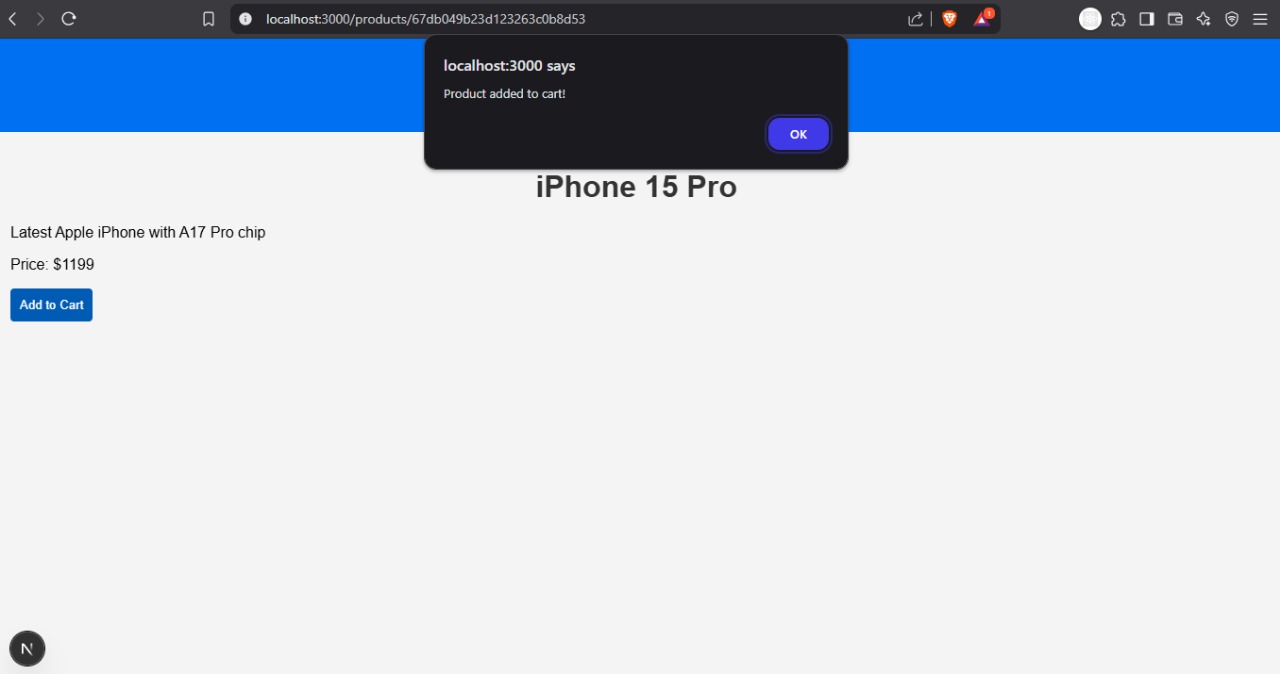 localhost:3000/products/67db049b23d123263c0b8d53
1
localhost:3000 says
Product added to cart!
OK
iPhone 15 Pro
Latest Apple iPhone with A17 Pro chip
Price: $1199
Add to Cart
N